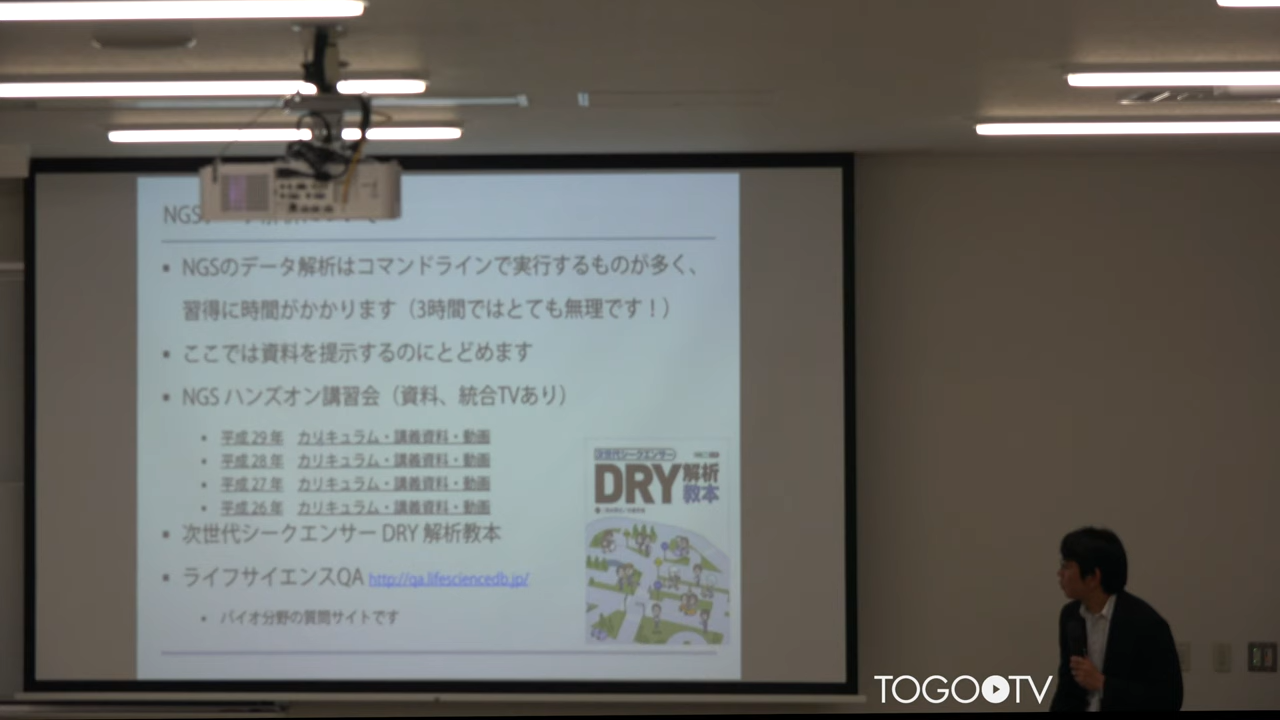 NGS
• NGSのデータ解析はコマンドラインで実行するものが多く、
習得に時間がかかります（3時間ではとても無理です！）
• ここでは資料を提示するのにとどめます
• NGS ハンズオン講習会（資料、統合TVあり）
• 平成 29 年 カリキュラム・講義資料・動画
• 平成 28 年 カリキュラム・講義資料・動画
• 平成 27 年 カリキュラム・講義資料・動画
• 平成 26 年 カリキュラム・講義資料・動画
• 次世代シークエンサー DRY 解析教本
• ライフサイエンスQA http://qa.lifesciencedb.jp/
• バイオ分野の質問サイトです
次世代シークエンサー
DRY解析教本
TOGOTV